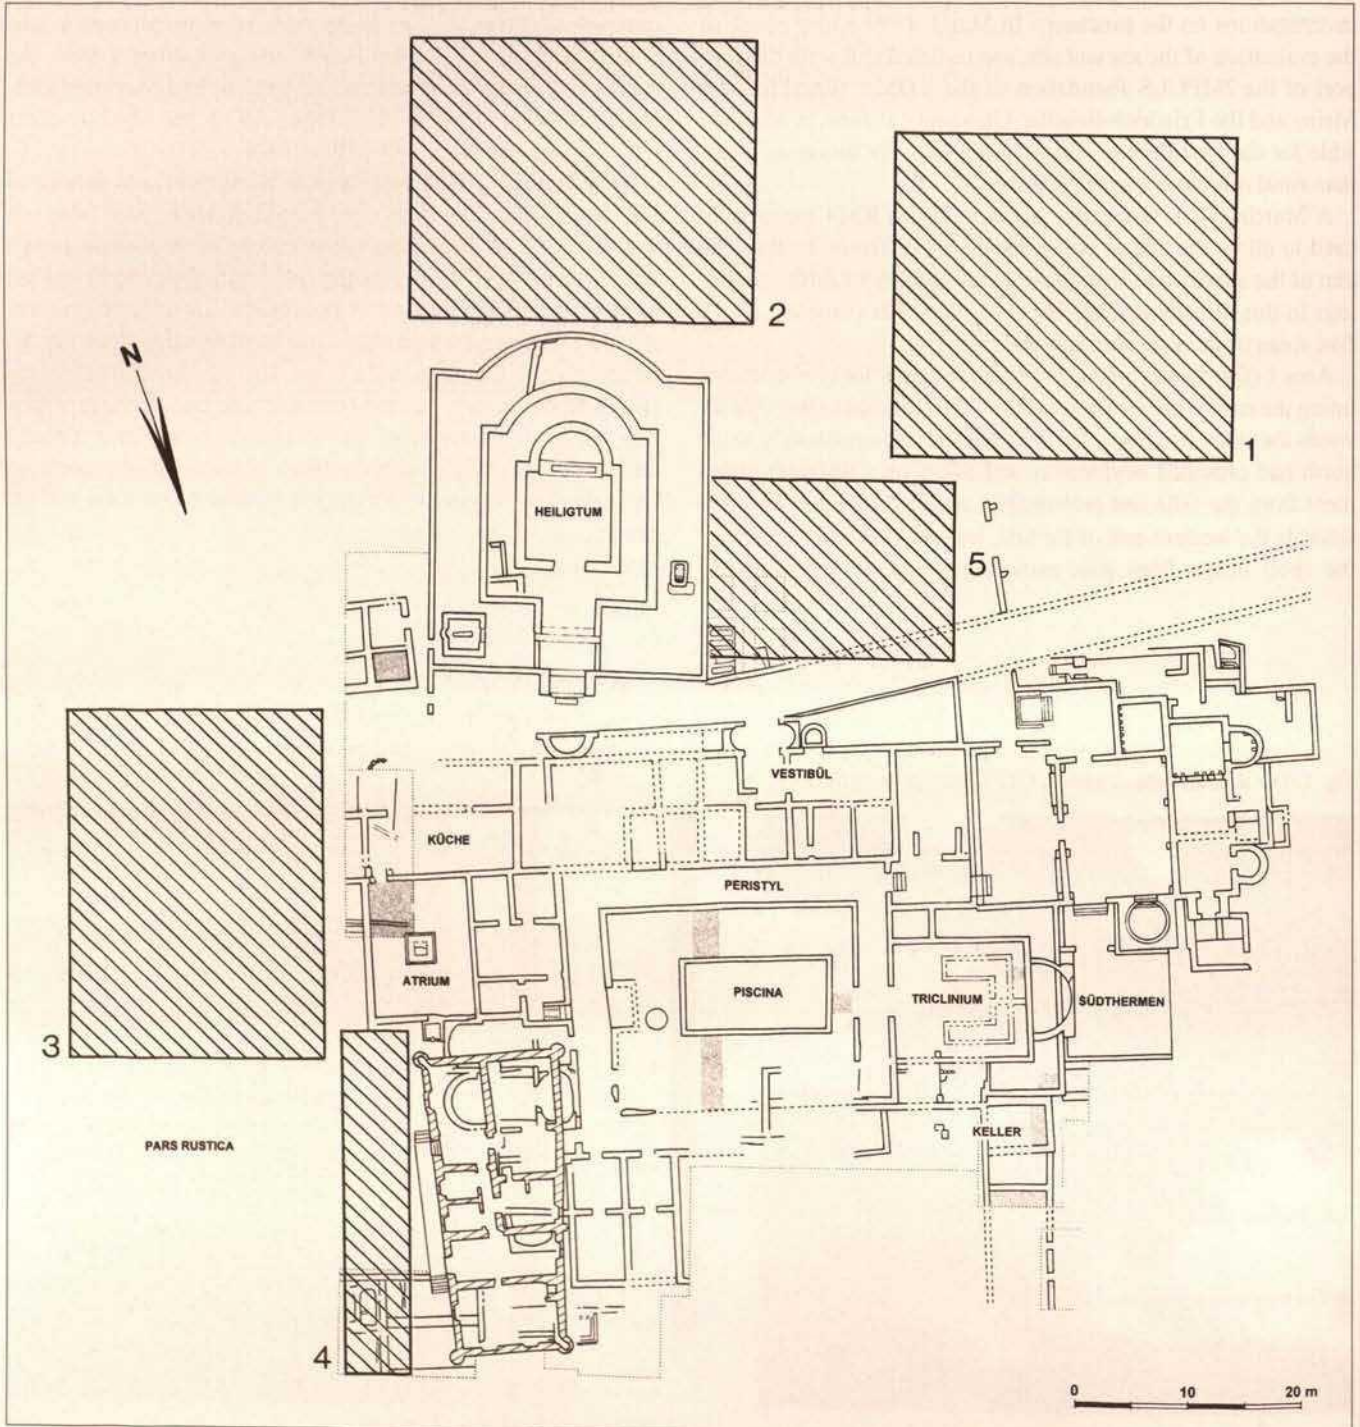 2
1
N
HEILIGTUM
5
VESTIBÜL
KÜCHE
PERISTYL
ATRIUM
PISCINA
TRICLINIUM
SÜDTHERMEN
3
PARS RUSTICA
KELLER
4
0 10 20 m